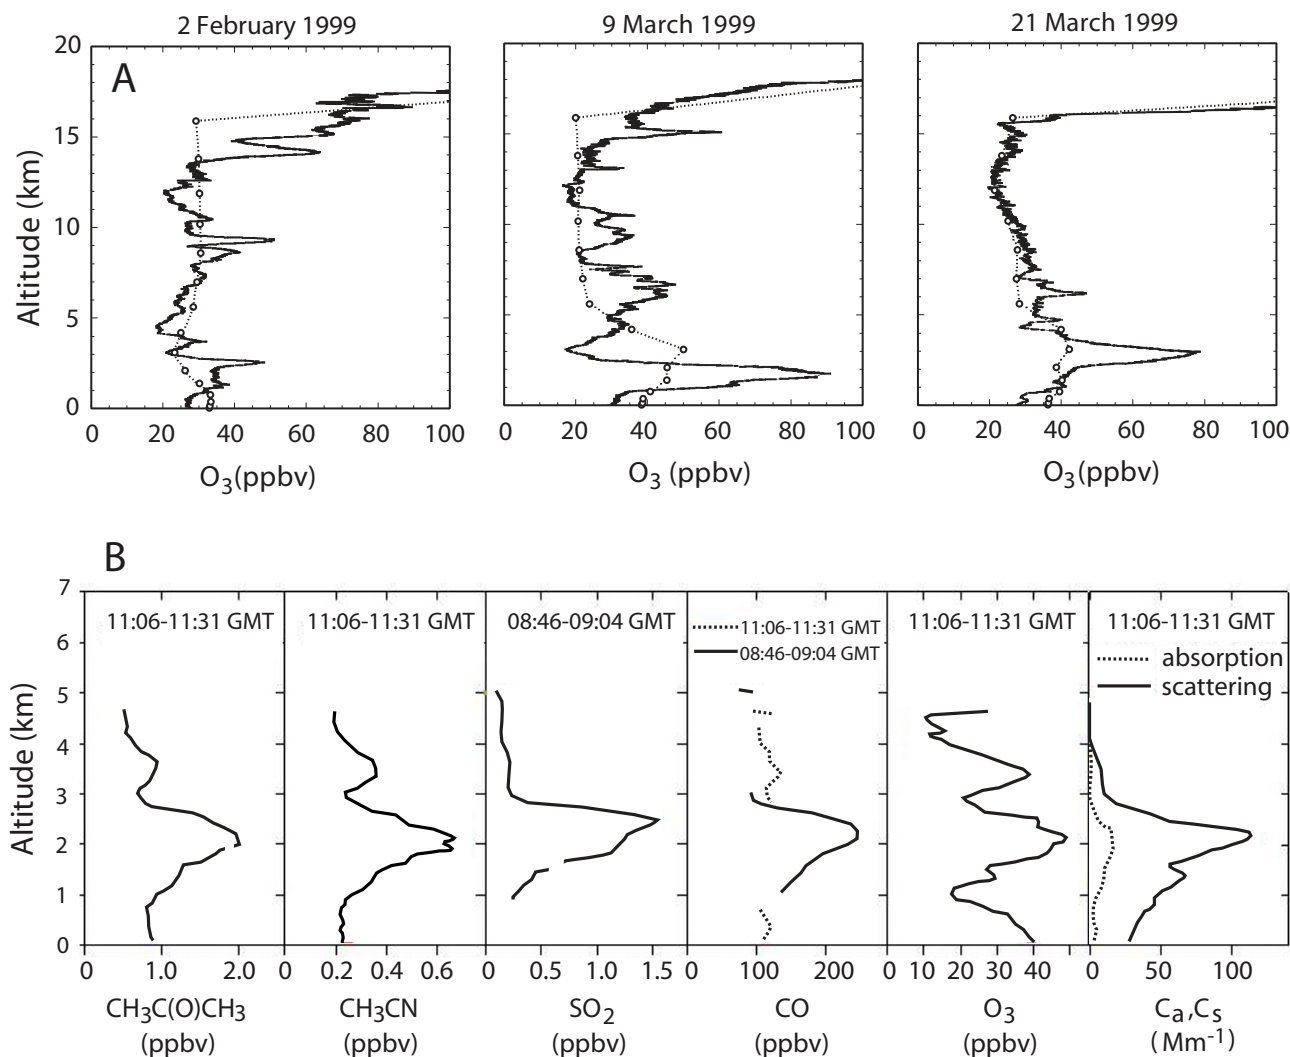 2 February 1999
9 March 1999
21 March 1999
A
Altitude (km)
20
15
10
5
0
0 20 40 60 80 100
0 20 40 60 80 100
0 20 40 60 80 100
O₃(ppbv)
O₃ (ppbv)
O₃(ppbv)
B
Altitude (km)
7
6
5
4
3
2
1
0
11:06-11:31 GMT
11:06-11:31 GMT
08:46-09:04 GMT
11:06-11:31 GMT
08:46-09:04 GMT
11:06-11:31 GMT
11:06-11:31 GMT
absorption
scattering
0 1.0 2.0
0 0.2 0.4 0.6
0 0.5 1.0 1.5
0 100 200
0 10 20 30 40
0 50 100
CH₃C(O)CH₃
(ppbv)
CH₃CN
(ppbv)
SO₂
(ppbv)
CO
(ppbv)
O₃
(ppbv)
Cₐ,Cₛ
(Mm⁻¹)